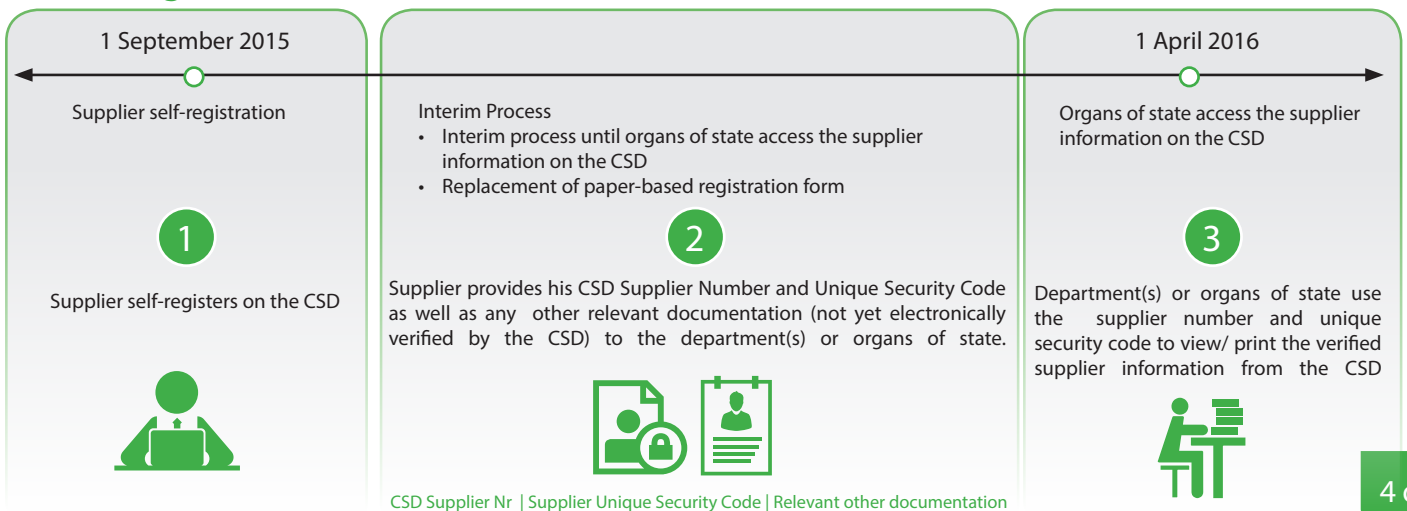 1 September 2015
Supplier self-registration
1
Supplier self-registers on the CSD
Interim Process
• Interim process until organs of state access the supplier
information on the CSD
• Replacement of paper-based registration form
2
Supplier provides his CSD Supplier Number and Unique Security Code
as well as any other relevant documentation (not yet electronically
verified by the CSD) to the department(s) or organs of state.
CSD Supplier Nr | Supplier Unique Security Code | Relevant other documentation
1 April 2016
Organs of state access the supplier
information on the CSD
3
Department(s) or organs of state use
the supplier number and unique
security code to view/ print the verified
supplier information from the CSD
4